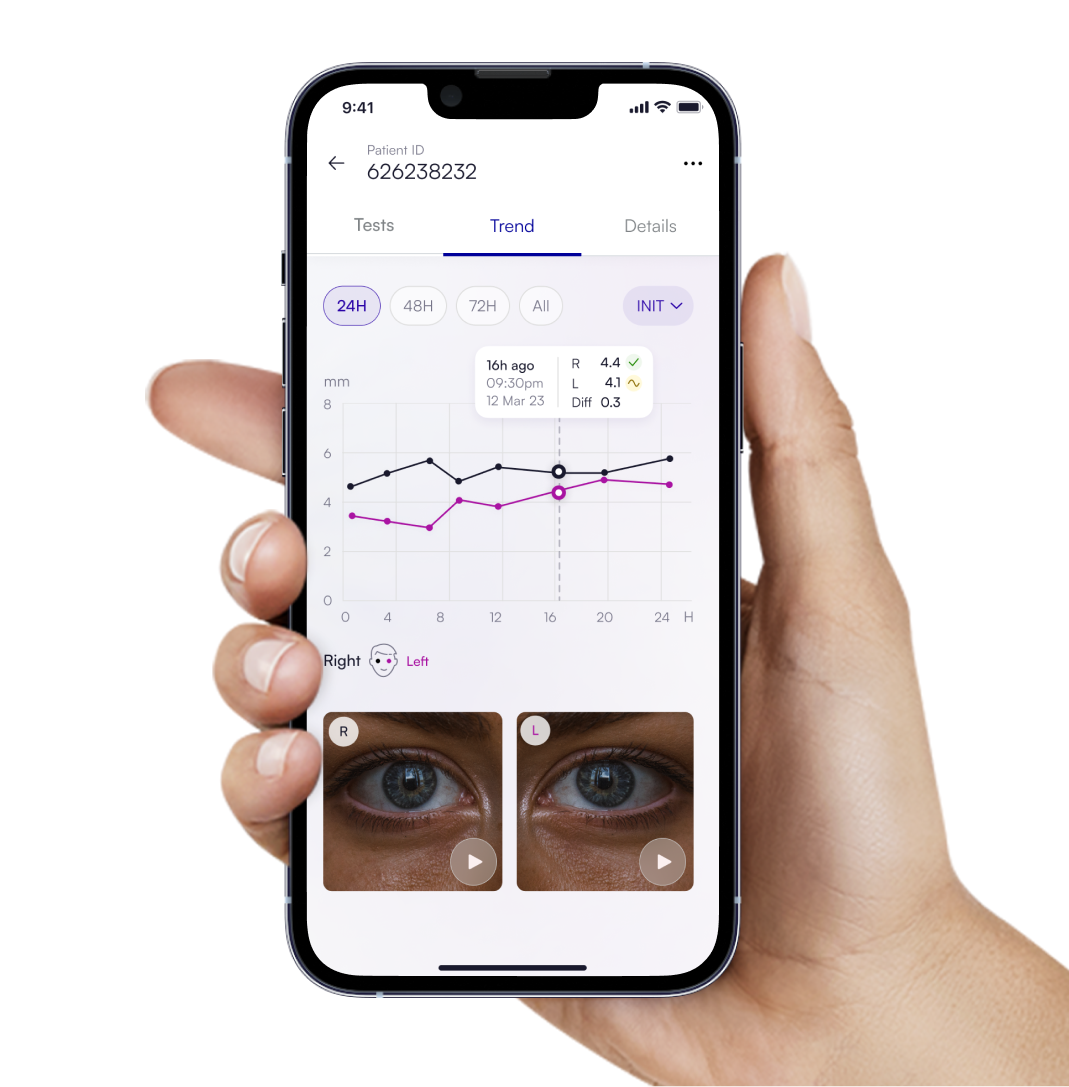 9:41
Patient ID
626238232
Tests Trend Details
24H 48H 72H All INIT
16h ago R 4.4
09:30pm L 4.1
12 Mar 23 Diff 0.3
mm
8
6
4
2
0
0 4 8 12 16 20 24 H
Right Left
R L